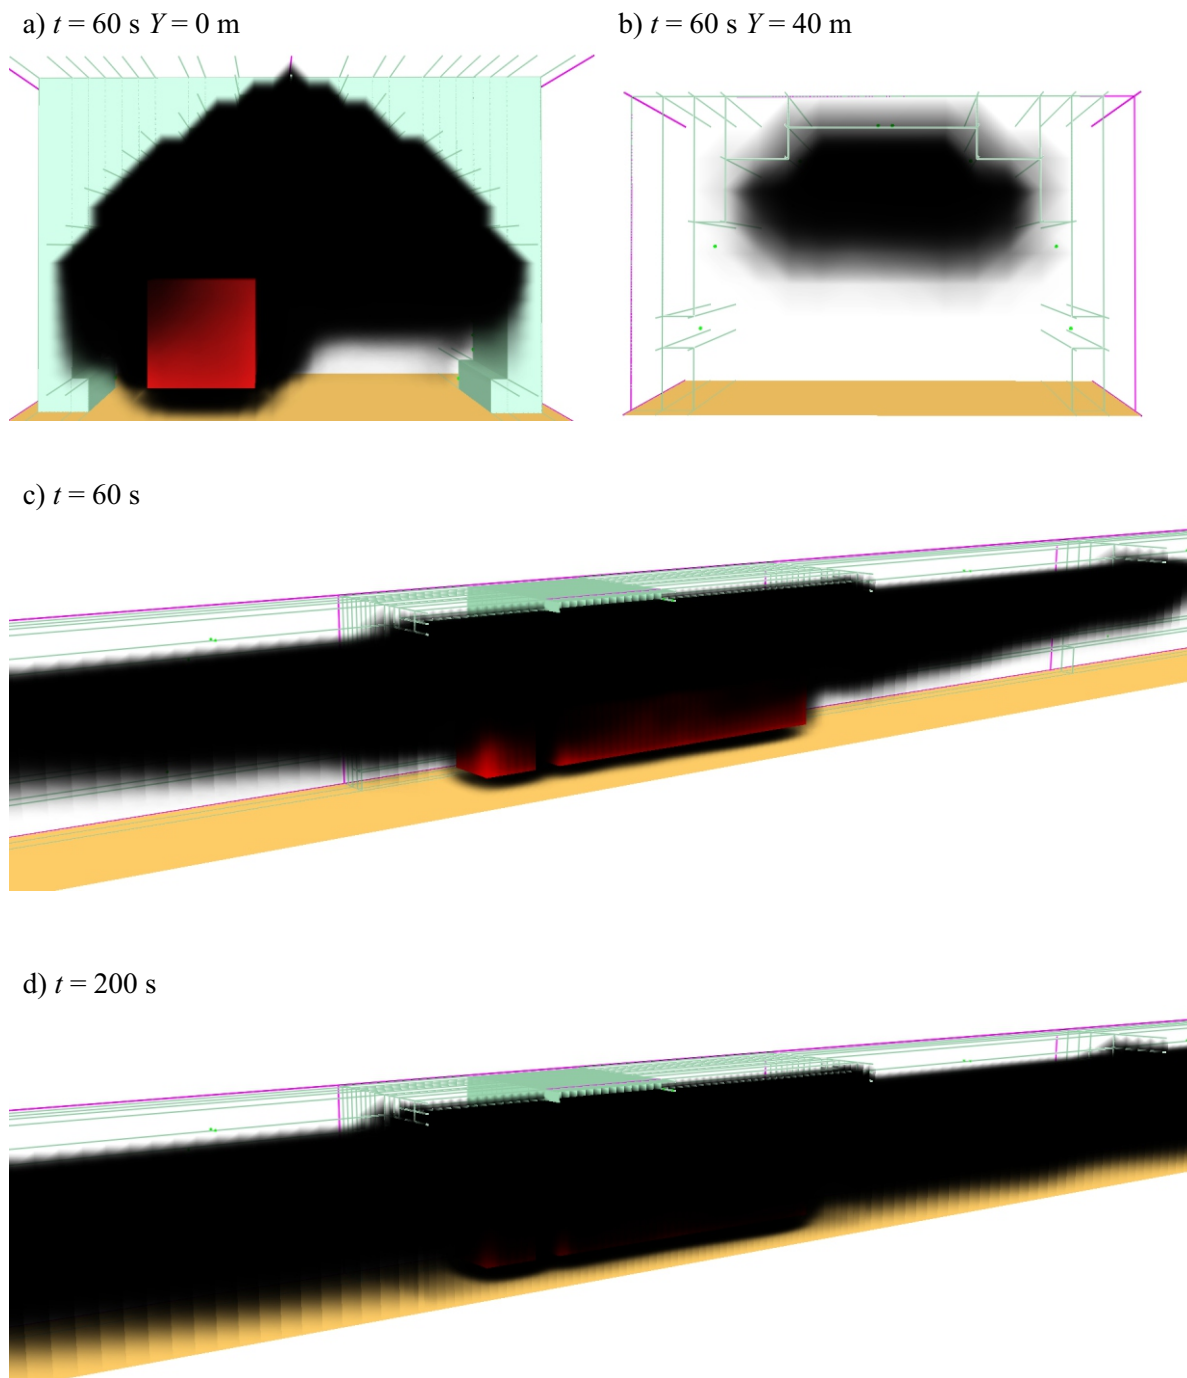 a) t = 60 s Y = 0 m
b) t = 60 s Y = 40 m
c) t = 60 s
d) t = 200 s